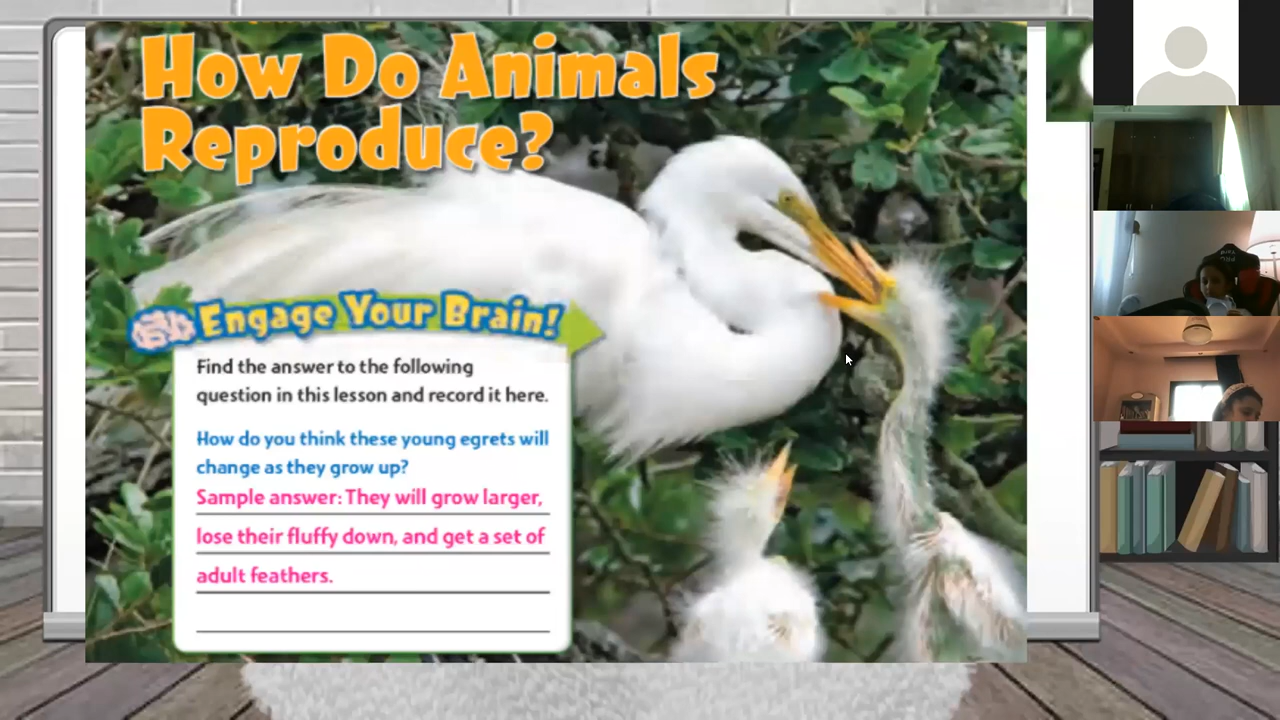 How Do Animals
Reproduce?
Engage Your Brain!
Find the answer to the following
question in this lesson and record it here.
How do you think these young egrets will
change as they grow up?
Sample answer: They will grow larger,
lose their fluffy down, and get a set of
adult feathers.